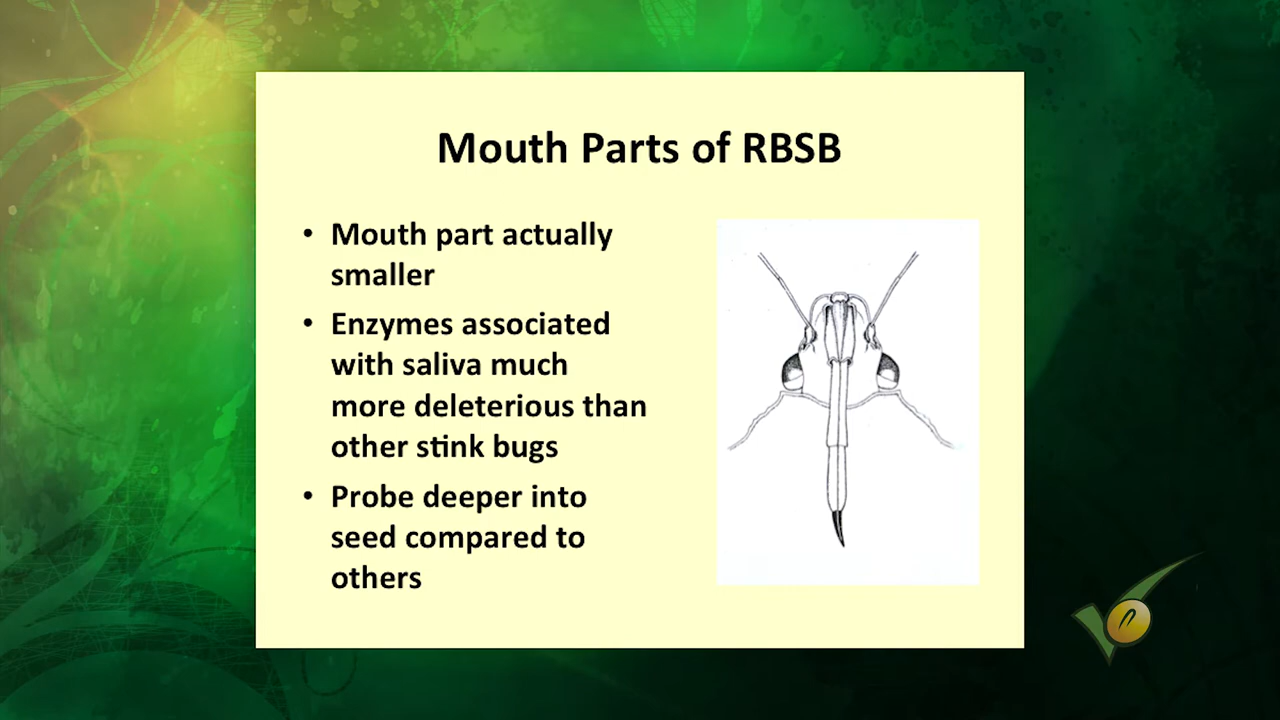 Mouth Parts of RBSB
• Mouth part actually
smaller
• Enzymes associated
with saliva much
more deleterious than
other stink bugs
• Probe deeper into
seed compared to
others